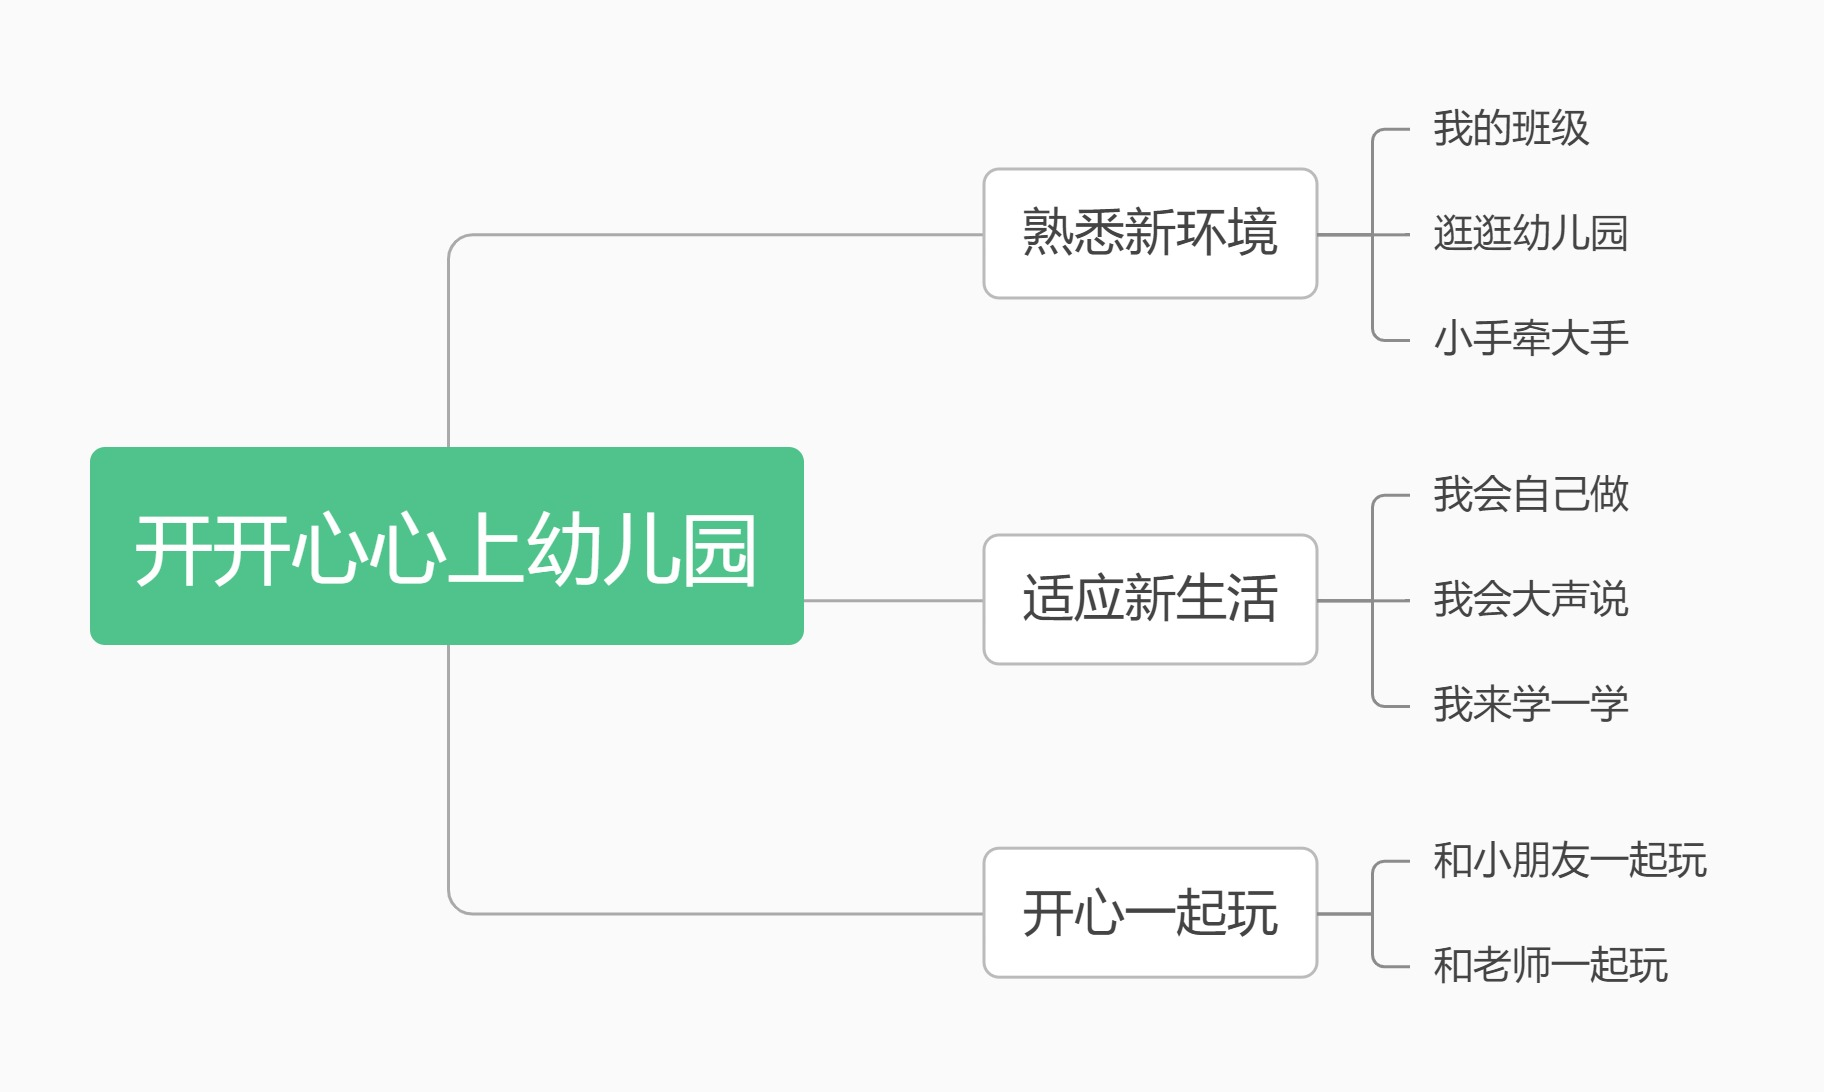 开开心心上幼儿园
熟悉新环境
我的班级
逛逛幼儿园
小手牵大手
适应新生活
我会自己做
我会大声说
我来学一学
开心一起玩
和小朋友一起玩
和老师一起玩